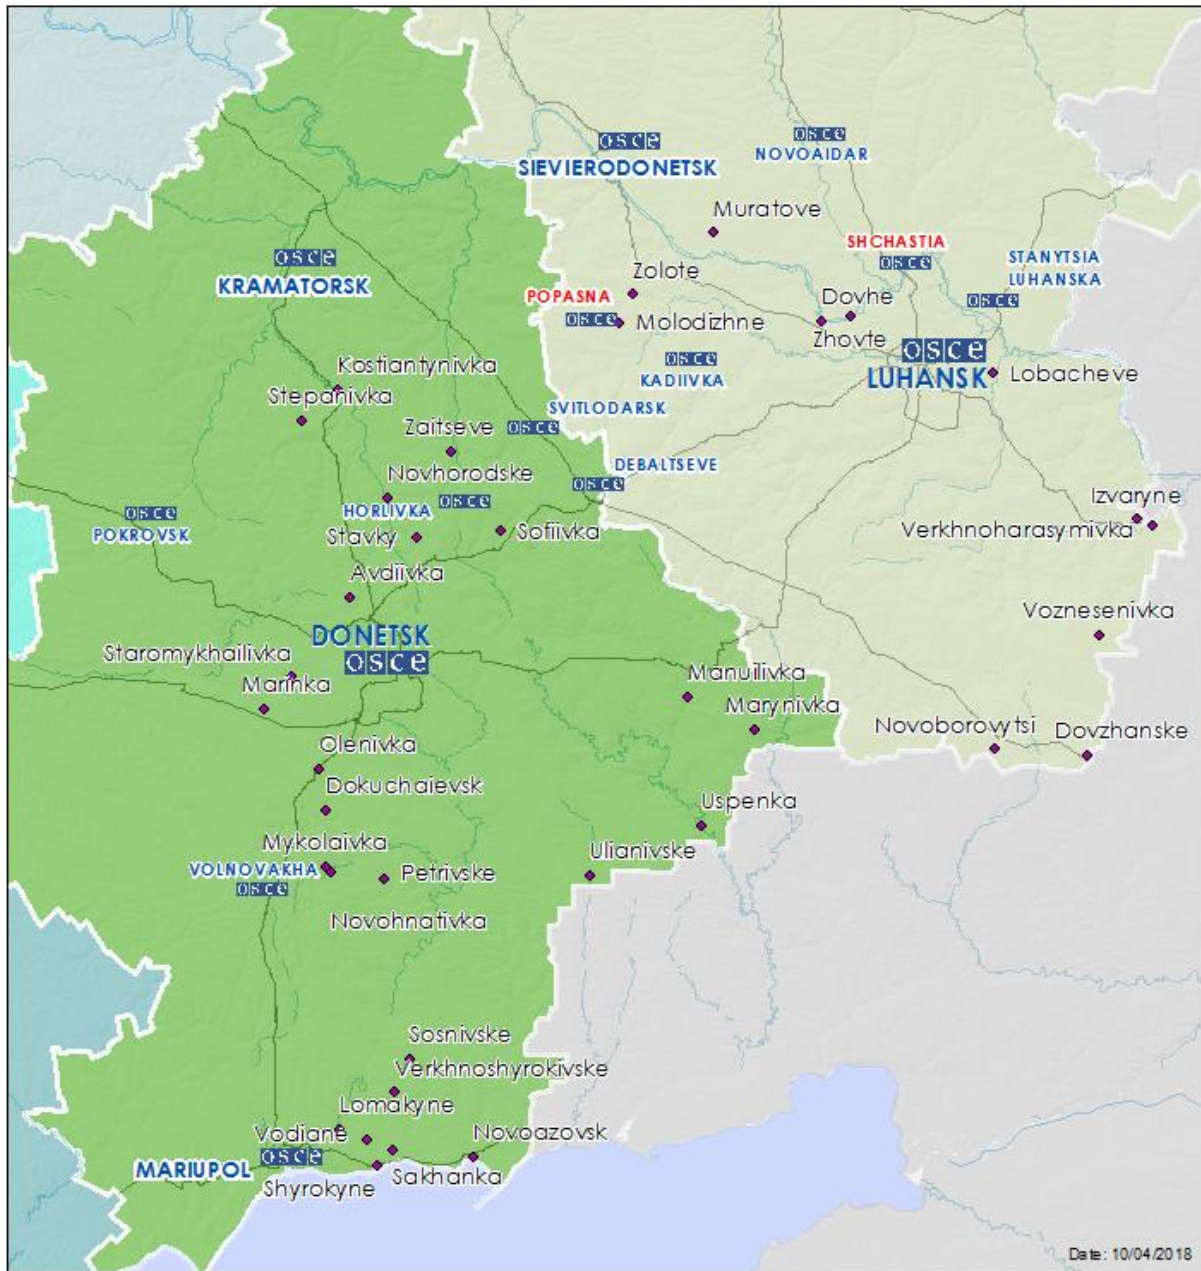 osce
SIEVIERODONETSK
osce
NOVOAIDAR
Muratove
SHCHASTIA
osce
STANYTSIA
LUHANSKA
osce
osce
KRAMATORSK
Zolote
POPASNA
osce
Molodizhne
Dovhe
Zhovte
osce
LUHANSK
Lobacheve
osce
KADIIVKA
Kostiantynivka
Stepanivka
SVITLODARSK
osce
Zaitseve
DEBALTSEVE
osce
Novhorodske
osce
HORLIVKA
osce
POKROVSK
Stavky
Sofiivka
Izvaryne
Verkhnoharasymivka
Avdiivka
DONETSK
osce
Voznesenivka
Staromykhailivka
Marinka
Manuilivka
Marynivka
Novoborovytsi
Dovzhanske
Olenivka
Dokuchaievsk
Uspenka
Mykolaivka
VOLNOVAKHA
osce
Petrivske
Ulianivske
Novohnativka
Sosnivske
Verkhnoshyrokivske
Lomakyne
Vodiane
Novoazovsk
osce
MARIUPOL
Sakhanka
Shyrokyne
Date: 10/04/2018